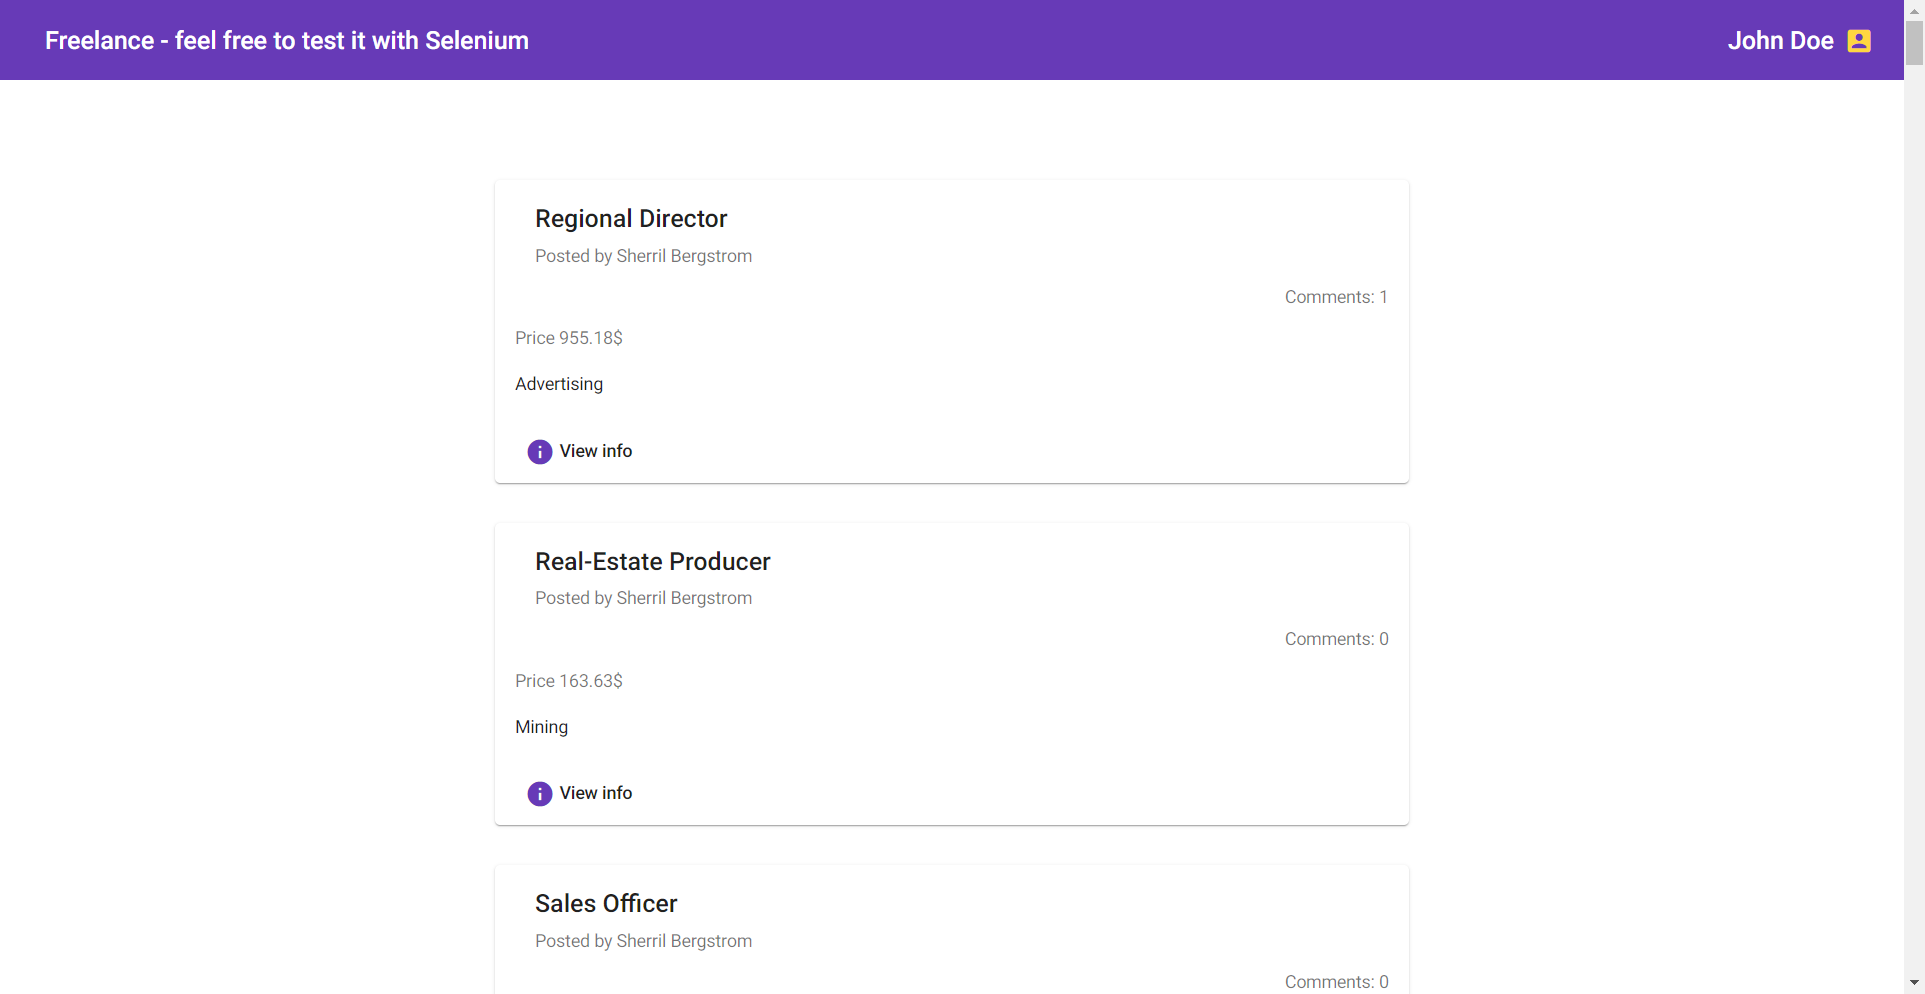 Freelance - feel free to test it with Selenium
John Doe
Regional Director
Posted by Sherril Bergstrom
Comments: 1
Price 955.18$
Advertising
View info
Real-Estate Producer
Posted by Sherril Bergstrom
Comments: 0
Price 163.63$
Mining
View info
Sales Officer
Posted by Sherril Bergstrom
Comments: 0